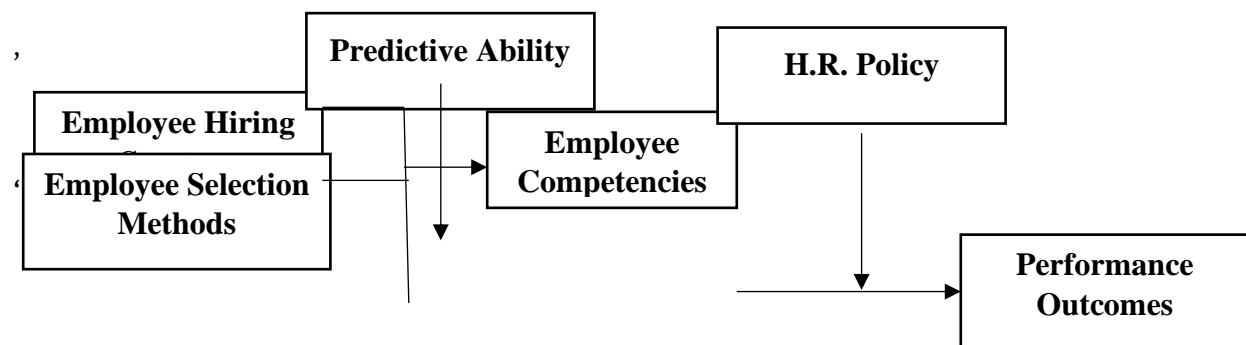 ,
Predictive Ability
H.R. Policy
Employee Hiring
Employee
Competencies
‘
Employee Selection
Methods
Performance
Outcomes